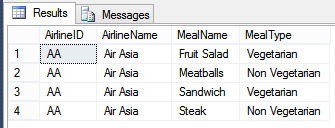 Results Messages
AirlineID AirlineName MealName MealType
1 AA Air Asia Fruit Salad Vegetarian
2 AA Air Asia Meatballs Non Vegetarian
3 AA Air Asia Sandwich Vegetarian
4 AA Air Asia Steak Non Vegetarian